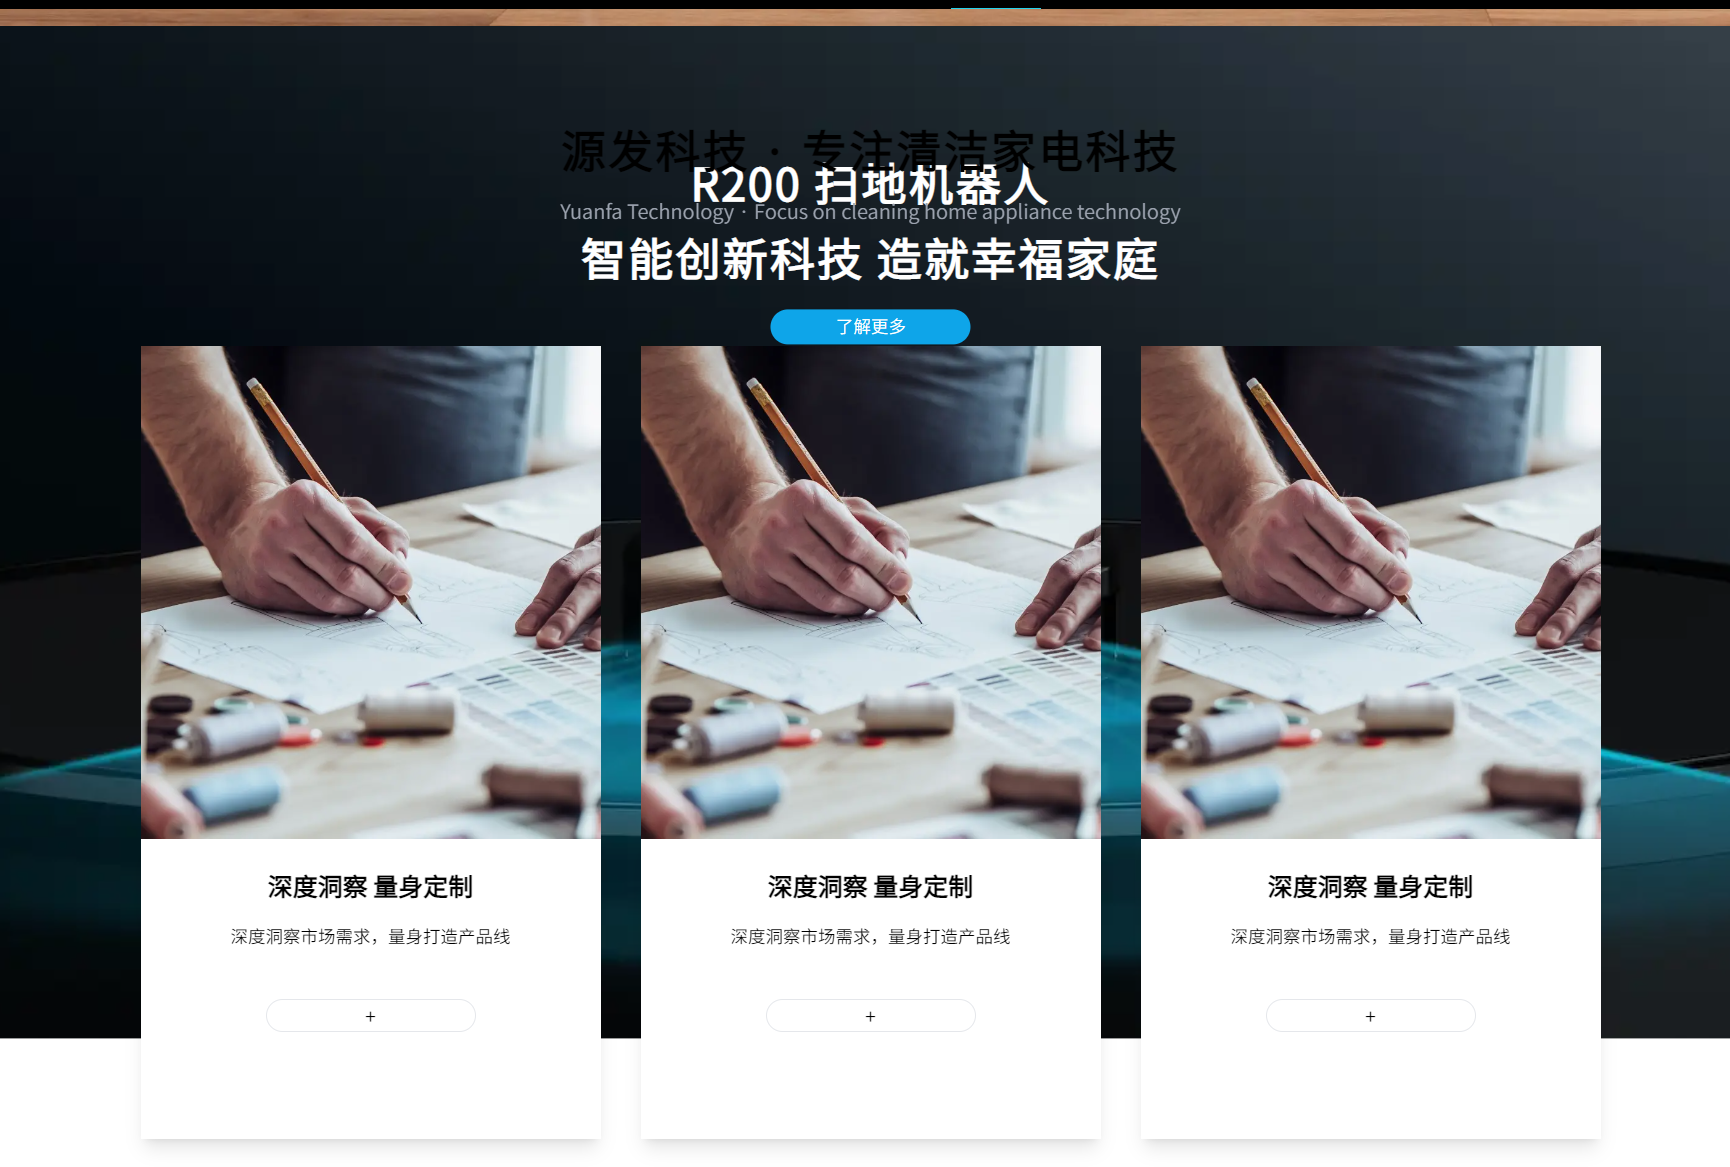 源发科技 · 专注清洁家电科技
R200 扫地机器人
Yuanfa Technology · Focus on cleaning home appliance technology
智能创新科技 造就幸福家庭
了解更多
深度洞察 量身定制
深度洞察市场需求，量身打造产品线
+
深度洞察 量身定制
深度洞察市场需求，量身打造产品线
+
深度洞察 量身定制
深度洞察市场需求，量身打造产品线
+